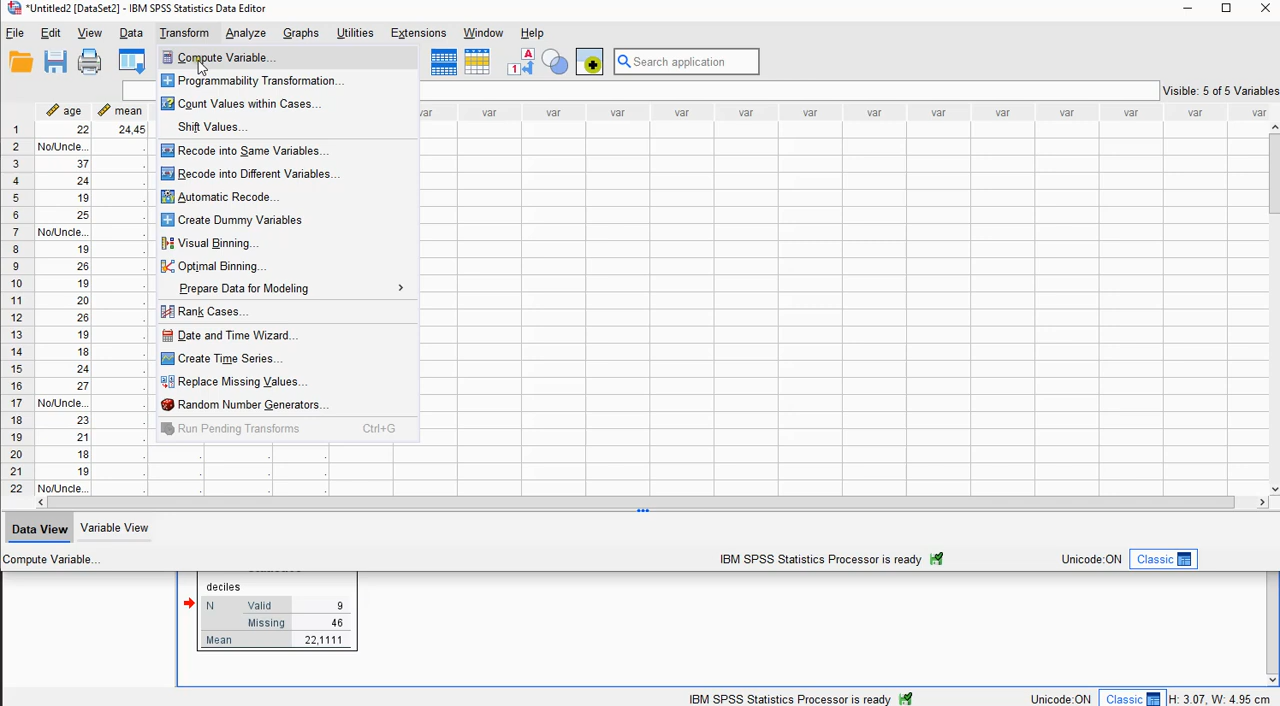 *Untitled2 [DataSet2] - IBM SPSS Statistics Data Editor
File Edit View Data Transform Analyze Graphs Utilities Extensions Window Help
Compute Variable...
Programmability Transformation...
Count Values within Cases...
Shift Values...
Recode into Same Variables...
Recode into Different Variables...
Automatic Recode...
Create Dummy Variables
Visual Binning...
Optimal Binning...
Prepare Data for Modeling
Rank Cases...
Date and Time Wizard...
Create Time Series...
Replace Missing Values...
Random Number Generators...
Run Pending Transforms Ctrl+G
Search application
Visible: 5 of 5 Variables
age mean var var var var var var var var var var var var var var
1 22 24,45
2 No/Uncle... .
3 37 .
4 24 .
5 19 .
6 25 .
7 No/Uncle... .
8 19 .
9 26 .
10 19 .
11 20 .
12 26 .
13 19 .
14 18 .
15 24 .
16 27 .
17 No/Uncle... .
18 23 .
19 21 .
20 18 . . . .
21 19 . . . .
22 No/Uncle... . . . .
Data View Variable View
Compute Variable... IBM SPSS Statistics Processor is ready Unicode:ON Classic
deciles
N Valid 9
Missing 46
Mean 22,1111
IBM SPSS Statistics Processor is ready Unicode:ON Classic H: 3.07, W: 4.95 cm